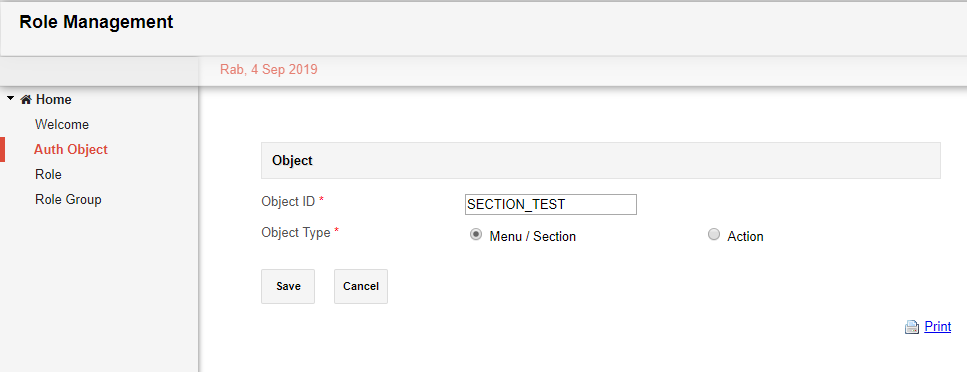 Role Management
Rab, 4 Sep 2019
Home
Welcome
Auth Object
Role
Role Group
Object
Object ID * SECTION_TEST
Object Type * Menu / Section Action
Save Cancel
Print